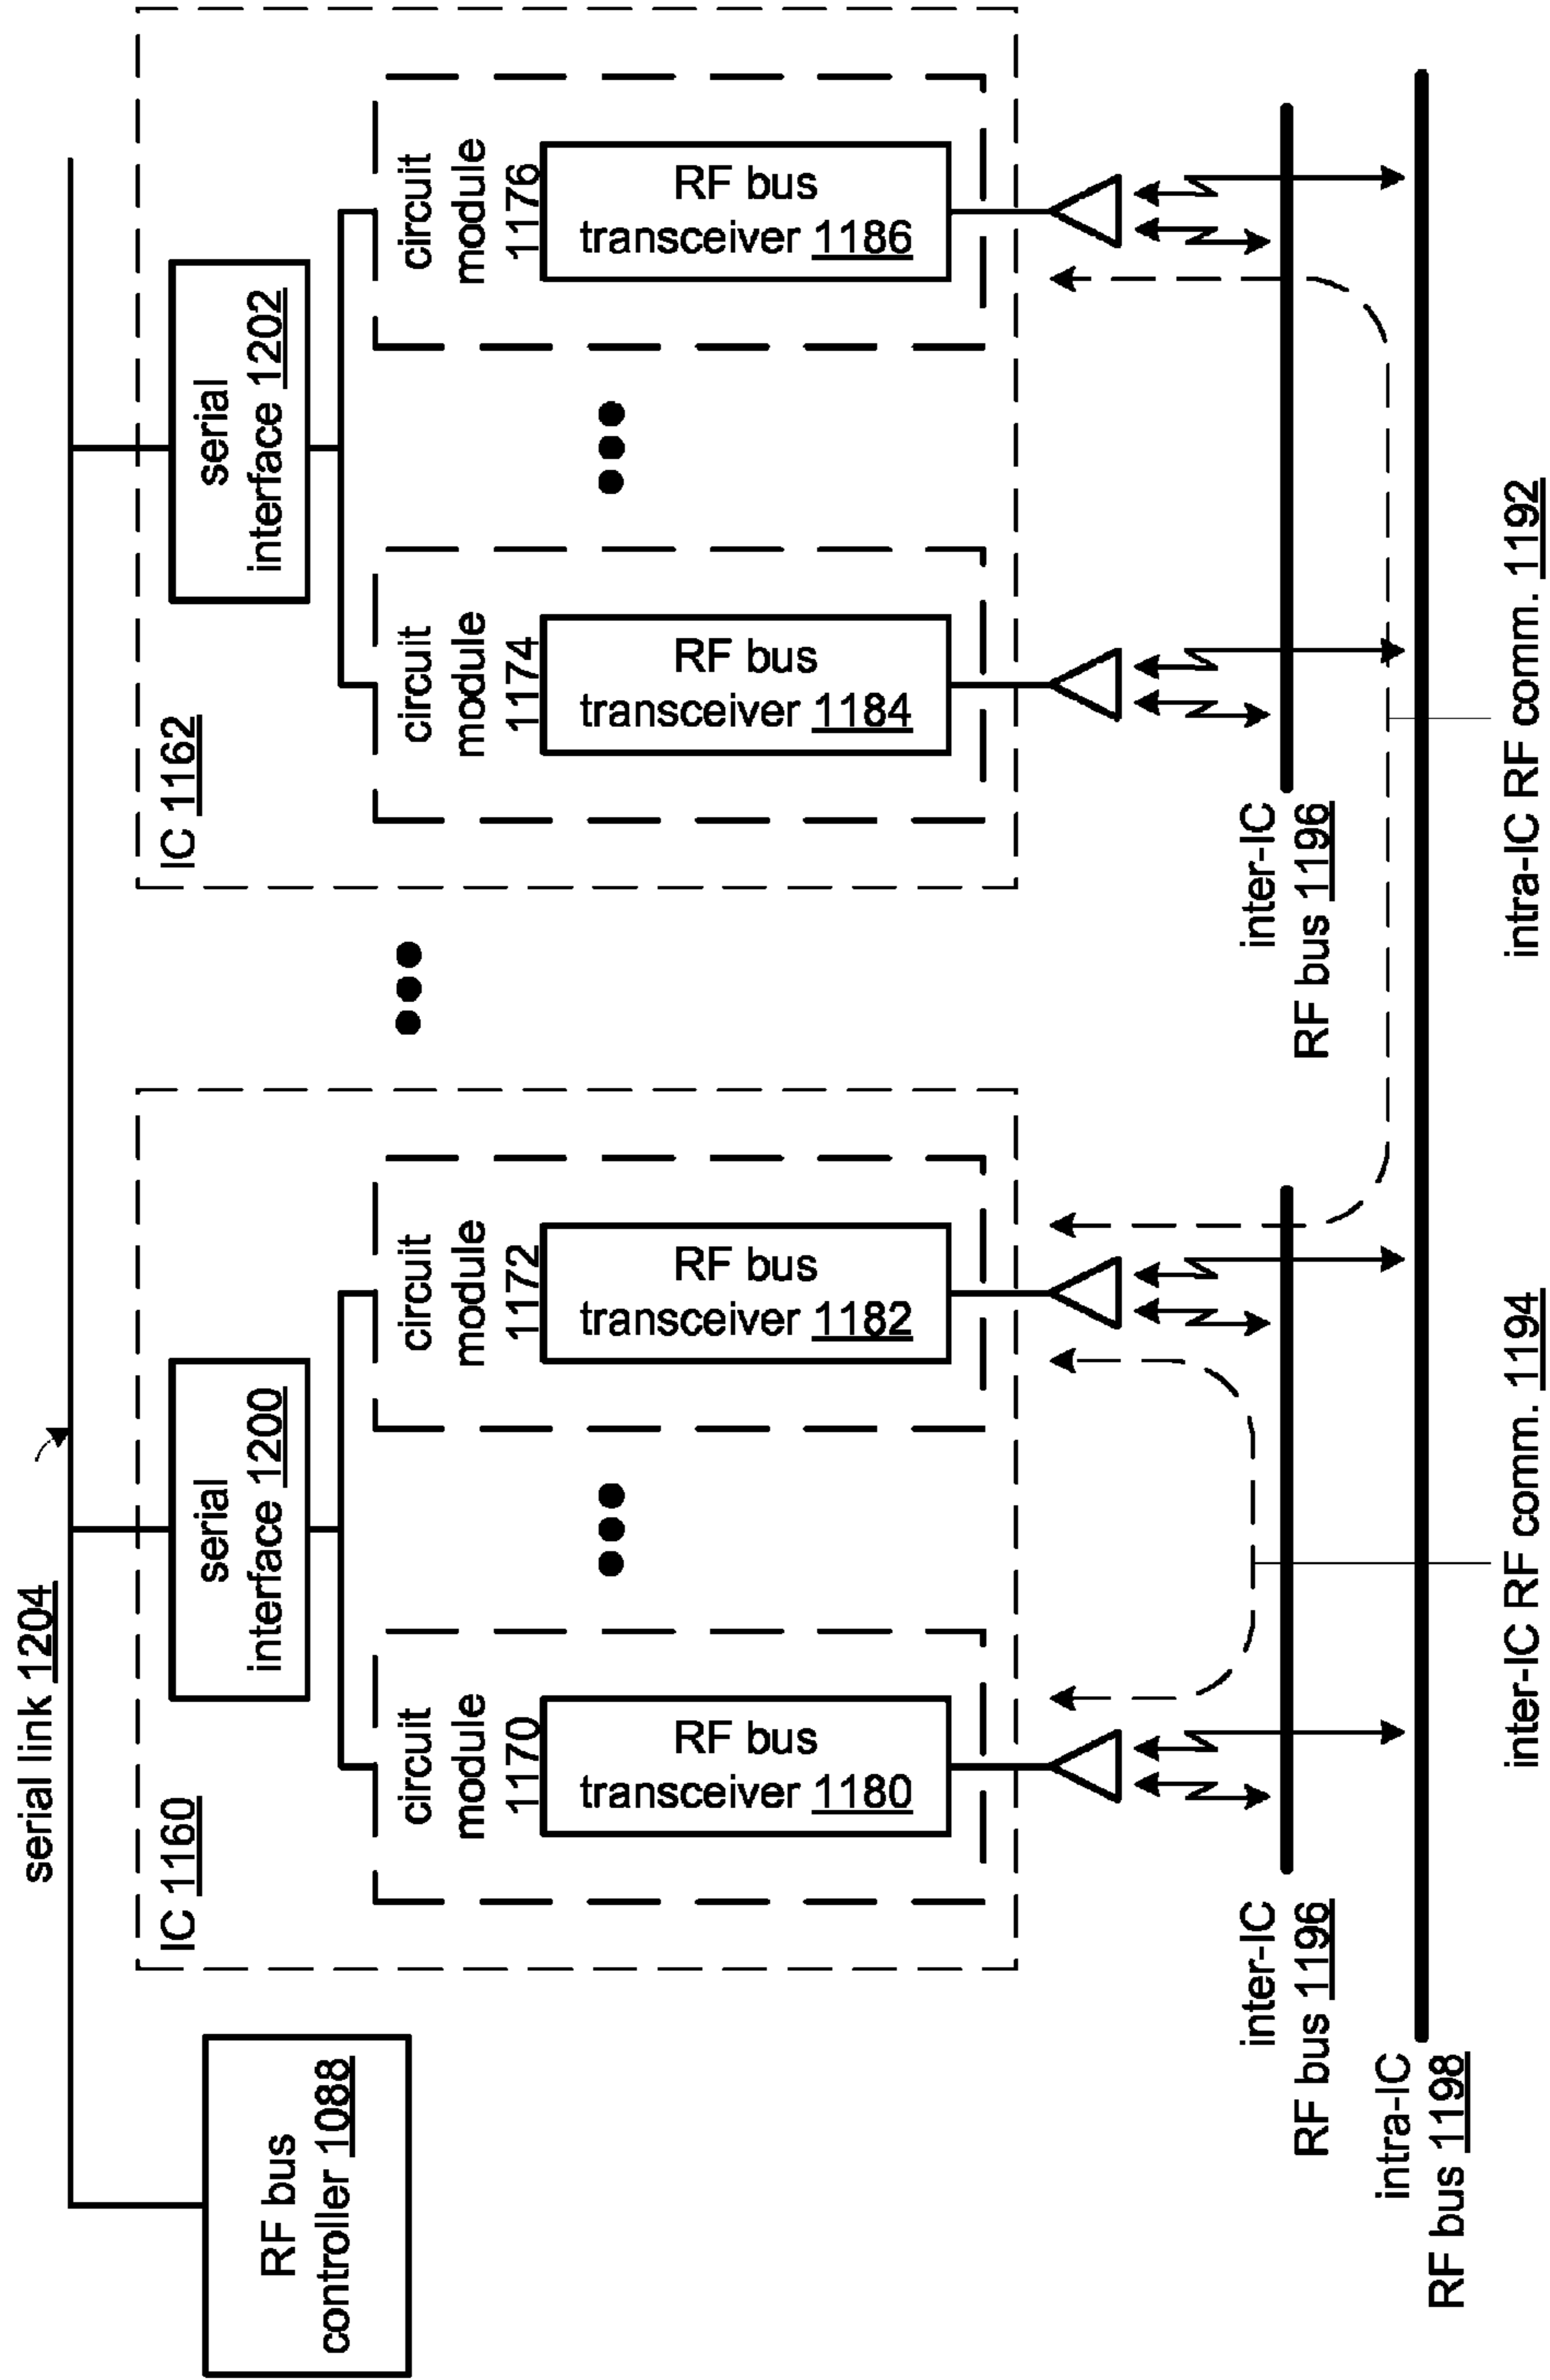 serial link 1204
RF bus
controller 1088
IC 1160
serial
interface 1200
circuit
module
1170
RF bus
transceiver 1180
circuit
module
1172
RF bus
transceiver 1182
IC 1162
serial
interface 1202
circuit
module
1174
RF bus
transceiver 1184
circuit
module
1176
RF bus
transceiver 1186
inter-IC
RF bus 1196
inter-IC
RF bus 1196
intra-IC
RF bus 1198
inter-IC RF comm. 1194
intra-IC RF comm. 1192